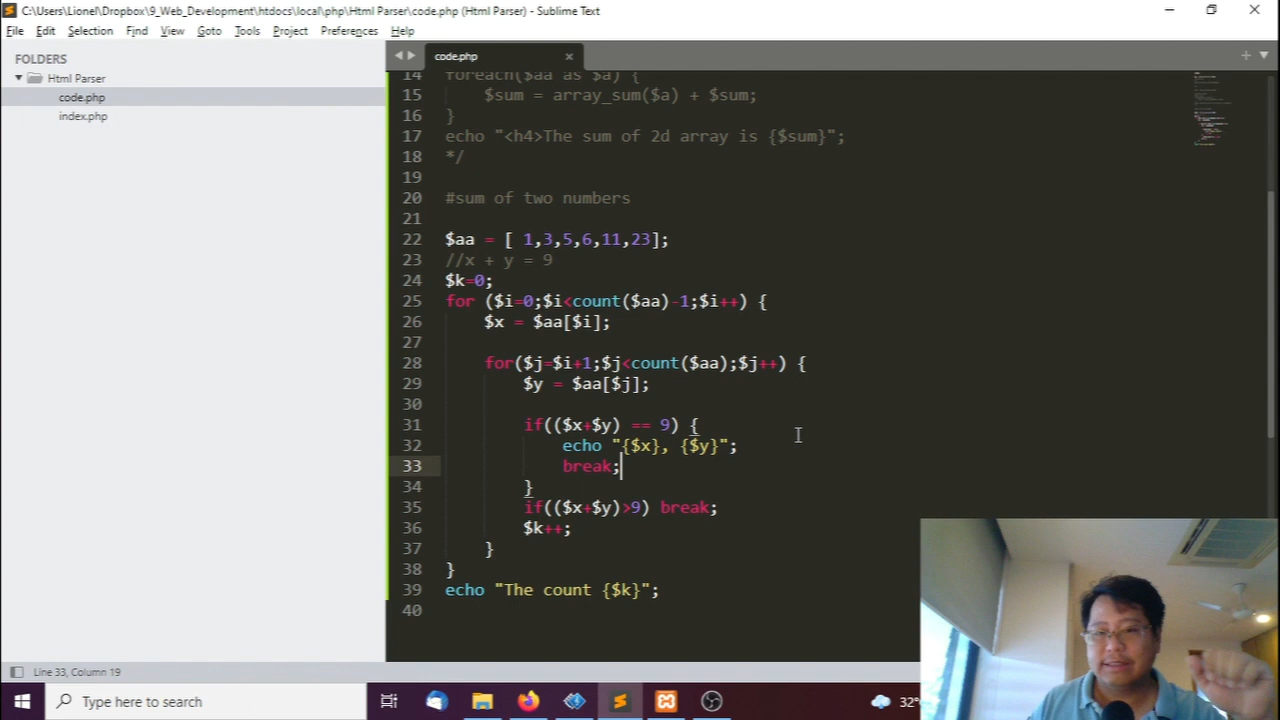 C:\Users\Lionel\Dropbox\9_Web_Development\htdocs\local\php\Html Parser\code.php (Html Parser) - Sublime Text
File Edit Selection Find View Goto Tools Project Preferences Help
FOLDERS
Html Parser
code.php
index.php
code.php
14 foreach($aa as $a) {
15 $sum = array_sum($a) + $sum;
16 }
17 echo "<h4>The sum of 2d array is {$sum}";
18 */
19
20 #sum of two numbers
21
22 $aa = [ 1,3,5,6,11,23];
23 //x + y = 9
24 $k=0;
25 for ($i=0;$i<count($aa)-1;$i++) {
26 $x = $aa[$i];
27
28 for($j=$i+1;$j<count($aa);$j++) {
29 $y = $aa[$j];
30
31 if(($x+$y) == 9) {
32 echo "{$x}, {$y}";
33 break;
34 }
35 if(($x+$y)>9) break;
36 $k++;
37 }
38 }
39 echo "The count {$k}";
40
Line 33, Column 19
Type here to search
32°